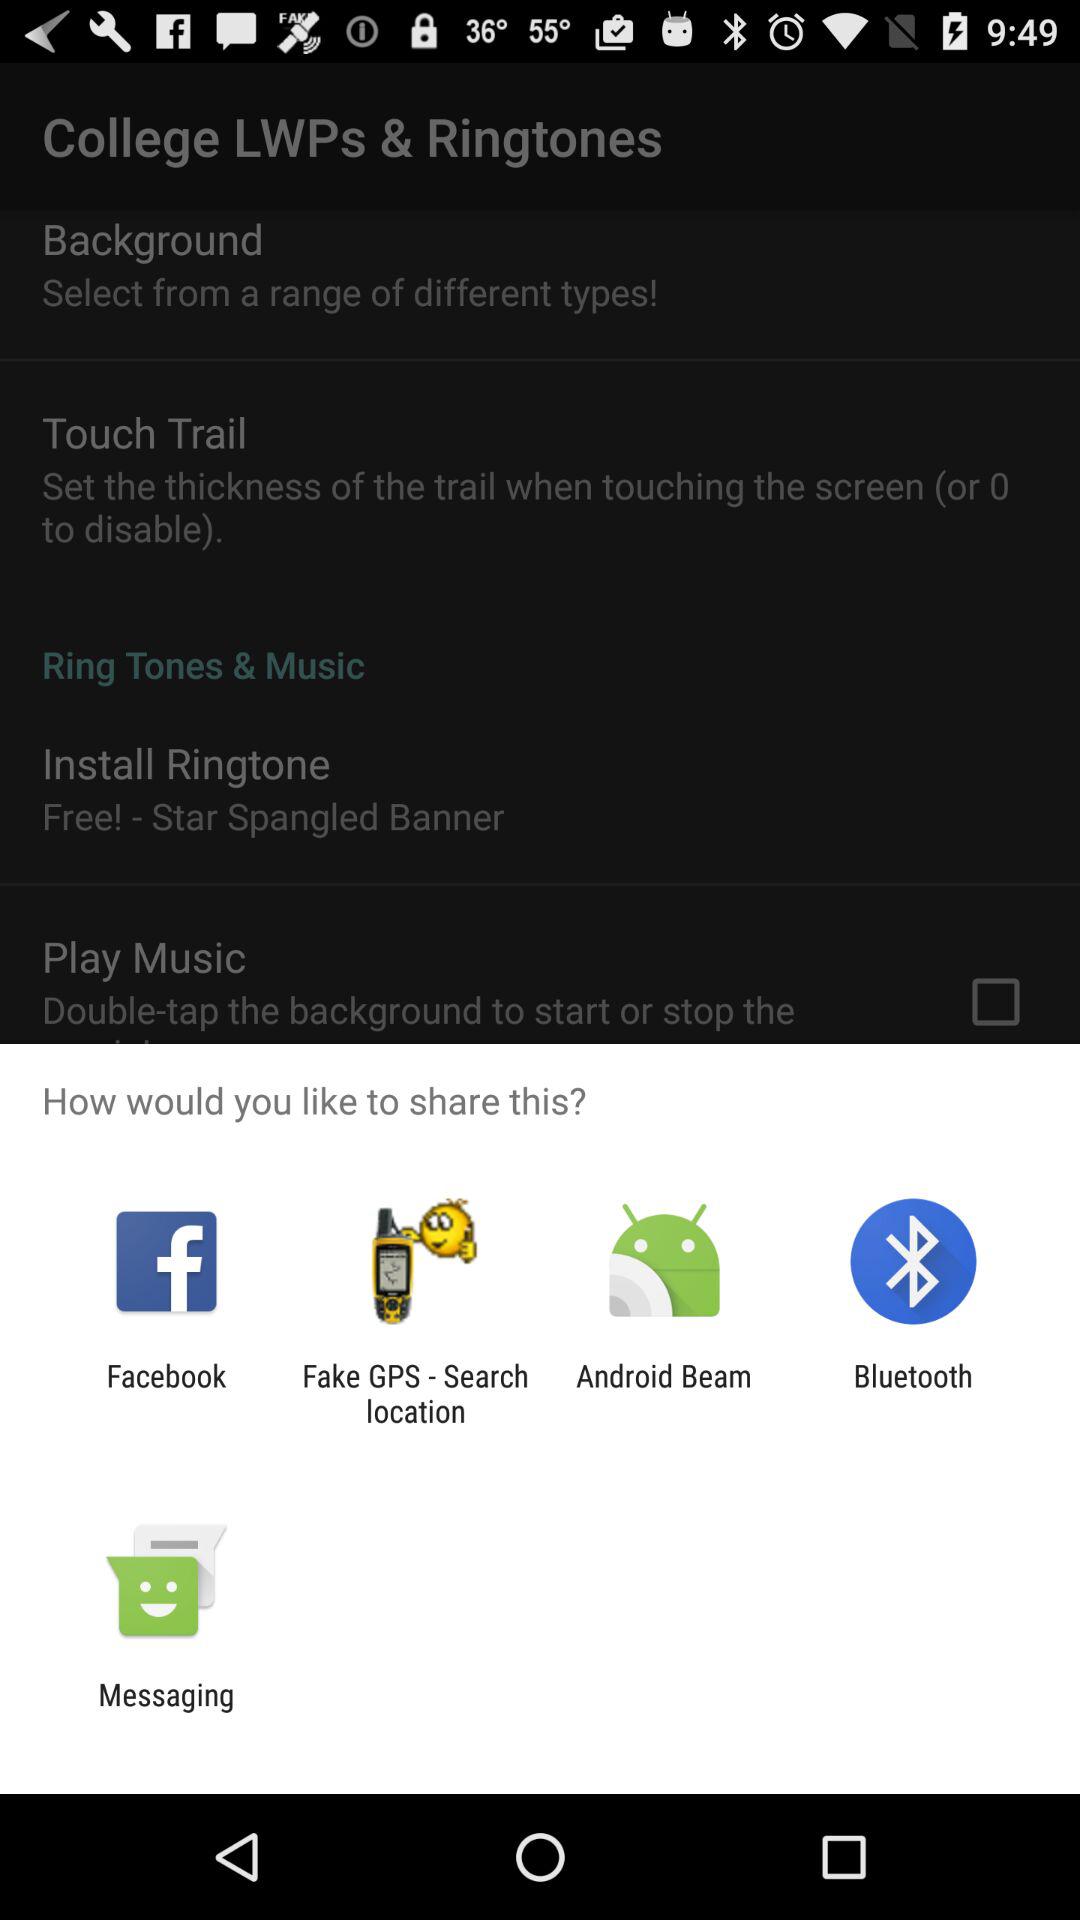 FAKE 36° 55° 9:49
College LWPs & Ringtones
Background
Select from a range of different types!
Touch Trail
Set the thickness of the trail when touching the screen (or 0
to disable).
Ring Tones & Music
Install Ringtone
Free! - Star Spangled Banner
Play Music
Double-tap the background to start or stop the
How would you like to share this?
Facebook
Fake GPS - Search
location
Android Beam
Bluetooth
Messaging